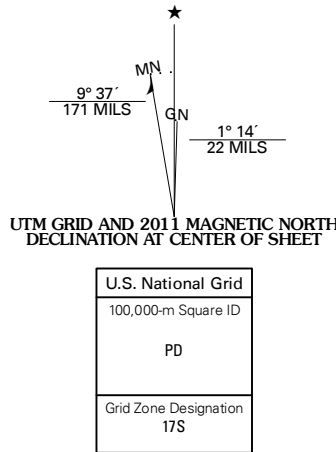 ★
MN
GN
9° 37´
171 MILS
1° 14´
22 MILS
UTM GRID AND 2011 MAGNETIC NORTH
DECLINATION AT CENTER OF SHEET
U.S. National Grid
100,000-m Square ID
PD
Grid Zone Designation
17S